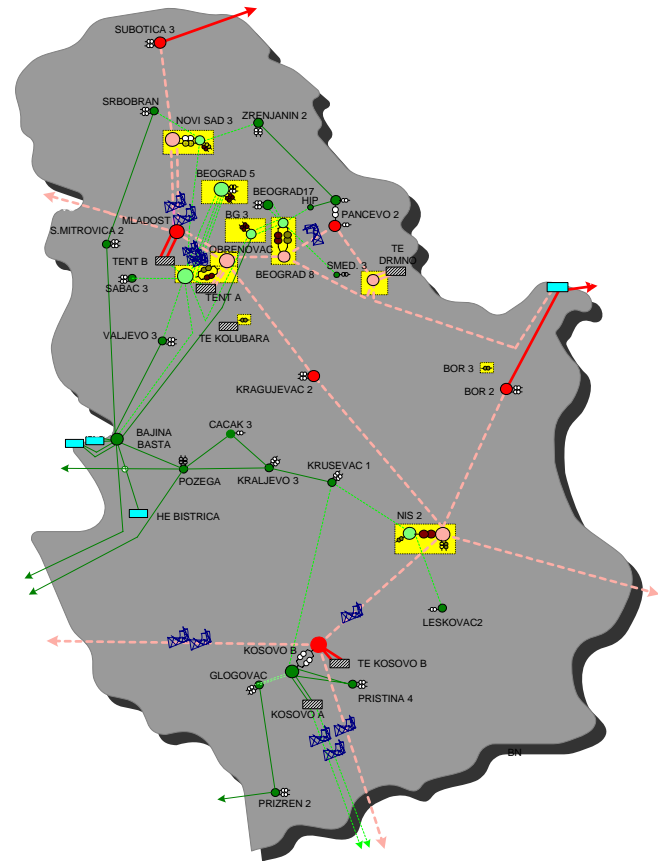 SUBOTICA 3
SRBOBRAN
NOVI SAD 3
ZRENJANIN 2
BEOGRAD 5
BEOGRAD17
HIP
BG 3
PANCEVO 2
MLADOST
S.MITROVICA 2
OBRENOVAC
TE
DRMNO
TENT B
BEOGRAD 8
SMED. 3
SABAC 3
TENT A
VALJEVO 3
TE KOLUBARA
BOR 3
KRAGUJEVAC 2
BOR 2
CACAK 3
BAJINA
BASTA
KRUSEVAC 1
POZEGA
KRALJEVO 3
HE BISTRICA
NIS 2
LESKOVAC2
KOSOVO B
TE KOSOVO B
GLOGOVAC
PRISTINA 4
KOSOVO A
BN
PRIZREN 2